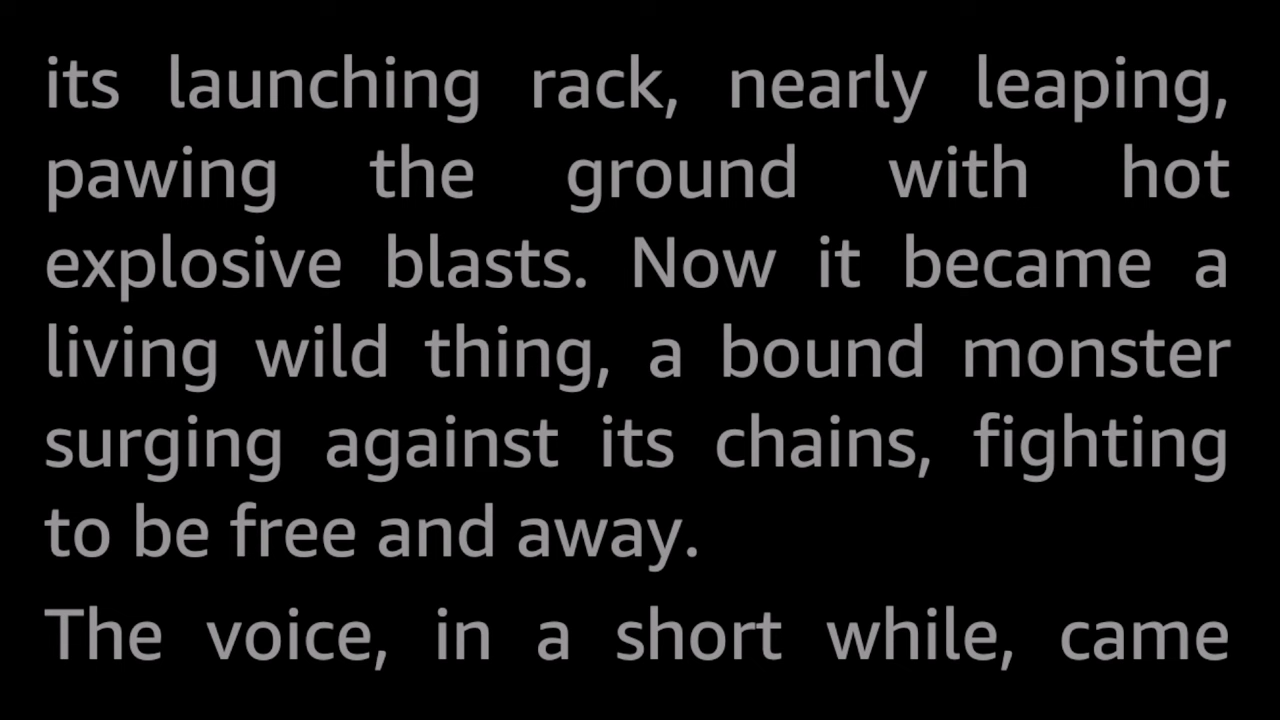 its launching rack, nearly leaping,
pawing the ground with hot
explosive blasts. Now it became a
living wild thing, a bound monster
surging against its chains, fighting
to be free and away.
The voice, in a short while, came